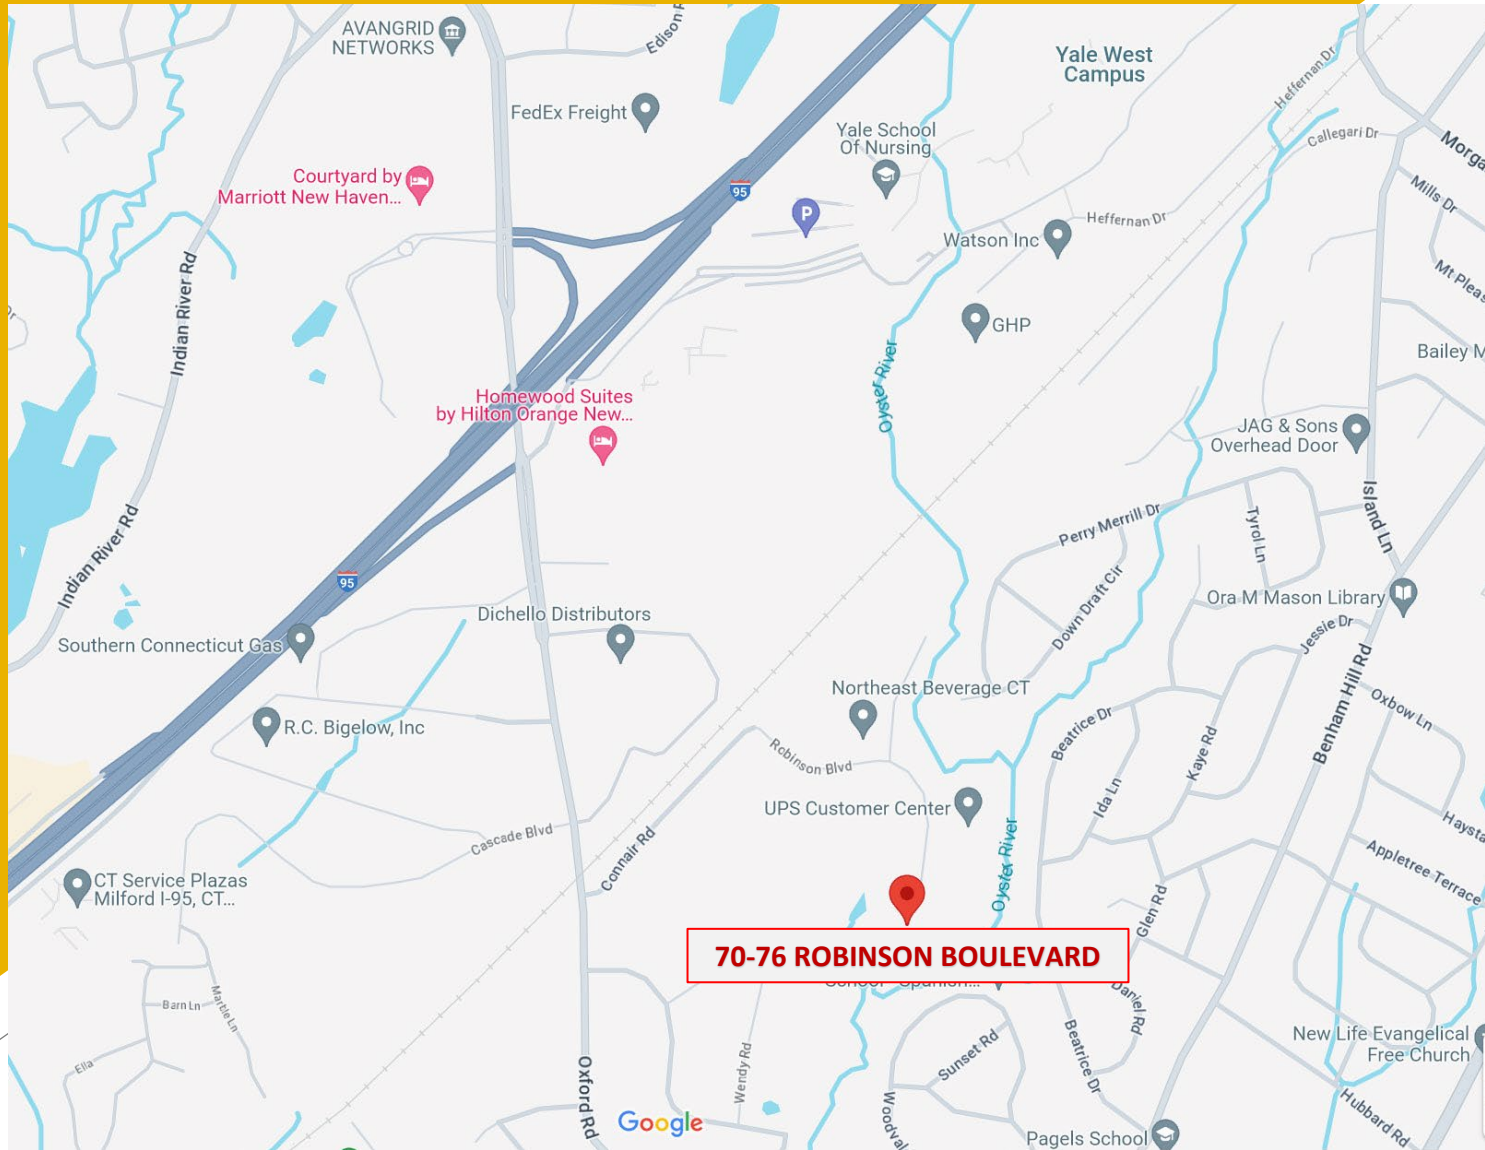 AVANGRID
NETWORKS
Edison
FedEx Freight
Yale West
Campus
Heffernan Dr
Callegari Dr
Yale School
Of Nursing
Courtyard by
Marriott New Haven...
95
P
Mills Dr
Heffernan Dr
Watson Inc
Indian River Rd
GHP
Oyster River
Homewood Suites
by Hilton Orange New...
JAG & Sons
Overhead Door
Island Ln
Perry Merrill Dr
Tyrol Ln
Indian River Rd
95
Down Draft Cir
Ora M Mason Library
Dichello Distributors
Southern Connecticut Gas
Jessie Dr
Benham Hill Rd
Northeast Beverage CT
Oxbow Ln
R.C. Bigelow, Inc
Beatrice Dr
Kaye Rd
Robinson Blvd
Ida Ln
UPS Customer Center
Cascade Blvd
Connair Rd
Oyster River
Appletree Terrace
CT Service Plazas
Milford I-95, CT...
Glen Rd
70-76 ROBINSON BOULEVARD
Barn Ln
Martle Ln
Daniel Rd
Ella
Oxford Rd
Wendy Rd
Sunset Rd
Beatrice Dr
New Life Evangelical
Free Church
Hubbard Rd
Google
Pagels School